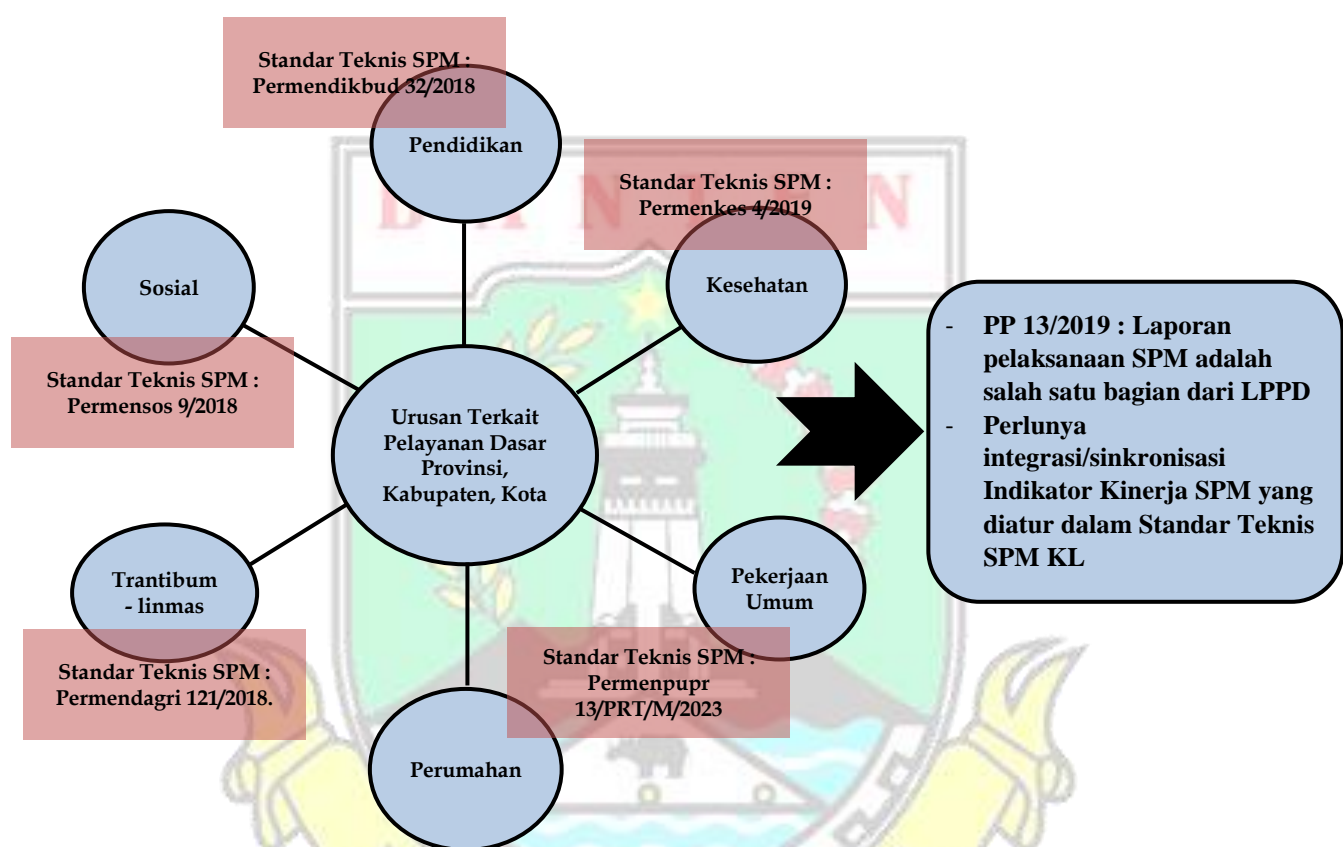 Standar Teknis SPM :
Permendikbud 32/2018
Pendidikan
BANTEN
Standar Teknis SPM :
Permenkes 4/2019
Kesehatan
Sosial
Standar Teknis SPM :
Permensos 9/2018
Urusan Terkait
Pelayanan Dasar
Provinsi,
Kabupaten, Kota
- PP 13/2019 : Laporan
pelaksanaan SPM adalah
salah satu bagian dari LPPD
- Perlunya
integrasi/sinkronisasi
Indikator Kinerja SPM yang
diatur dalam Standar Teknis
SPM KL
Trantibum
- linmas
Standar Teknis SPM :
Permendagri 121/2018.
Pekerjaan
Umum
Standar Teknis SPM :
Permenpupr
13/PRT/M/2023
Perumahan